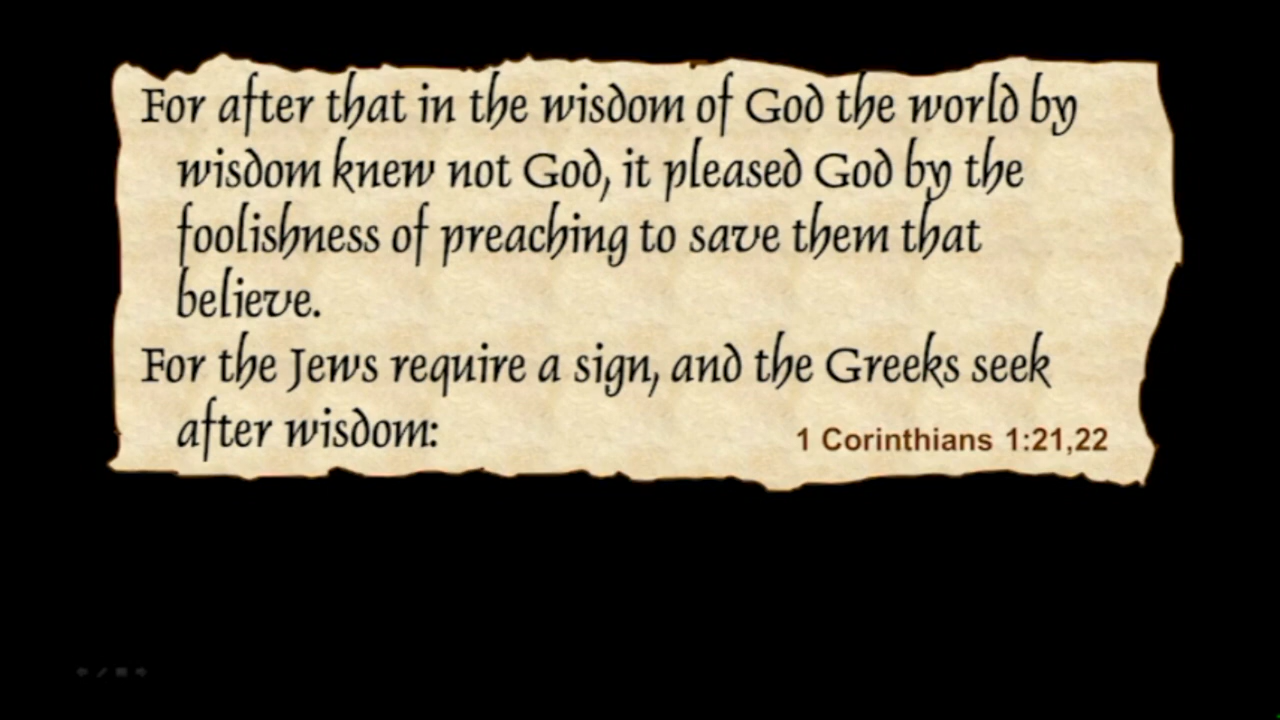 For after that in the wisdom of God the world by
wisdom knew not God, it pleased God by the
foolishness of preaching to save them that
believe.
For the Jews require a sign, and the Greeks seek
after wisdom:
1 Corinthians 1:21,22